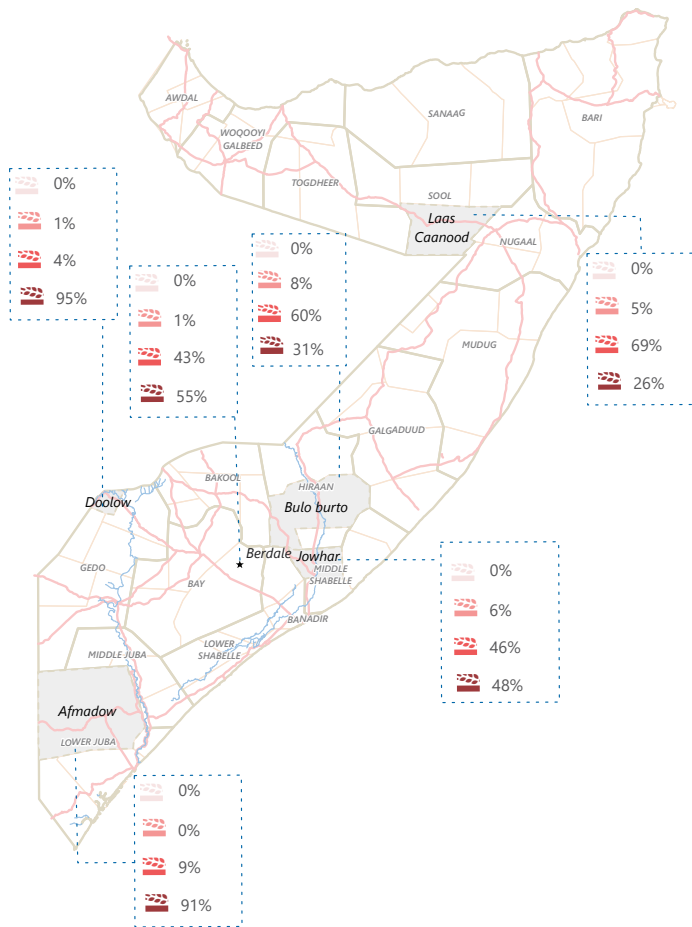 AWDAL
WOQOOYI
GALBEED
SANAAG
BARI
TOGDHEER
SOOL
Laas
Caanood
NUGAAL
0%
1%
4%
95%
0%
1%
43%
55%
0%
8%
60%
31%
0%
5%
69%
26%
MUDUG
GALGADUUD
BAKOOL
HIRAAN
Doolow
Bulo burto
Berdale
Jowhar
MIDDLE
SHABELLE
GEDO
BAY
BANADIR
LOWER
SHABELLE
MIDDLE JUBA
Afmadow
LOWER JUBA
0%
6%
46%
48%
0%
0%
9%
91%